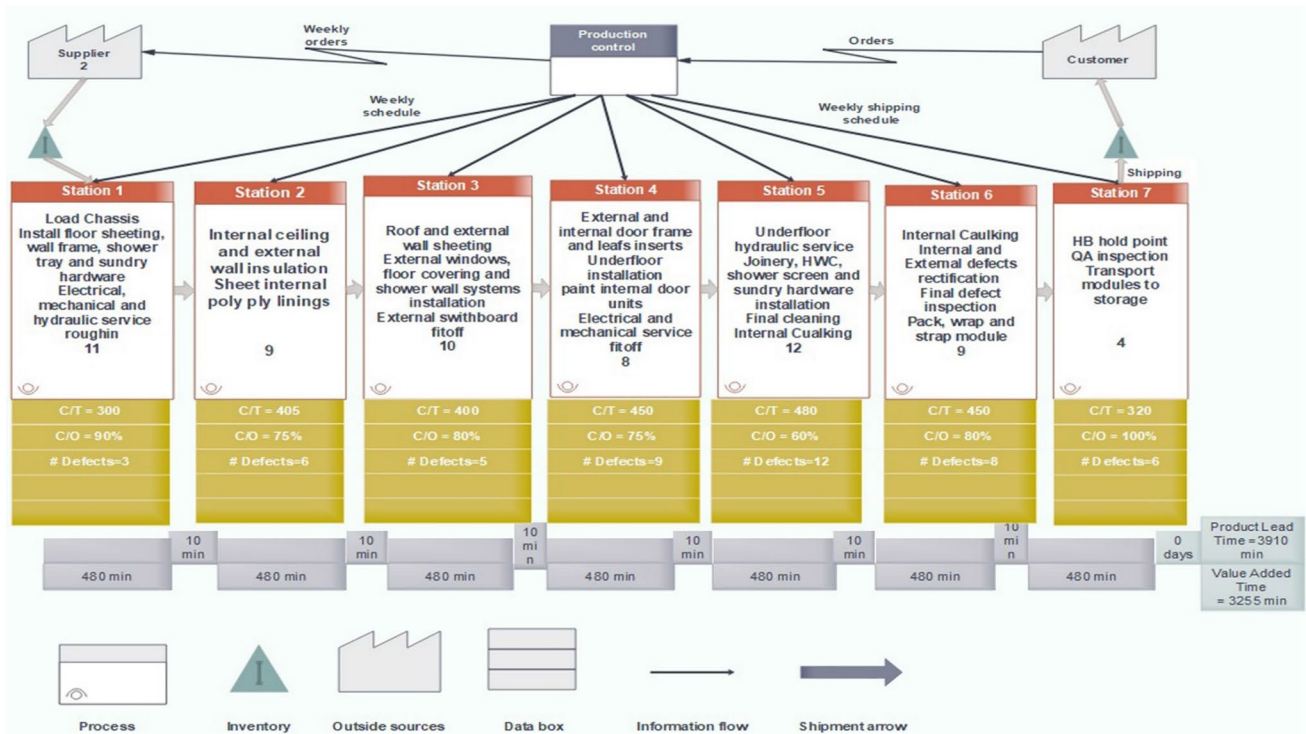 Supplier
2
Weekly
orders
Production
control
Orders
Customer
Weekly
schedule
Weekly shipping
schedule
I
I
Shipping
Station 1
Load Chassis
Install floor sheeting,
wall frame, shower
tray and sundry
hardware
Electrical,
mechanical and
hydraulic service
roughin
11
C/T = 300
C/O = 90%
# Defects=3
Station 2
Internal ceiling
and external
wall insulation
Sheet internal
poly ply linings
9
C/T = 405
C/O = 75%
# Defects=6
Station 3
Roof and external
wall sheeting
External windows,
floor covering and
shower wall systems
installation
External swithboard
fitoff
10
C/T = 400
C/O = 80%
# Defects=5
Station 4
External and
internal door frame
and leafs inserts
Underfloor
installation
paint internal door
units
Electrical and
mechanical service
fitoff
8
C/T = 450
C/O = 75%
# Defects=9
Station 5
Underfloor
hydraulic service
Joinery, HWC,
shower screen and
sundry hardware
installation
Final cleaning
Internal Cualking
12
C/T = 480
C/O = 60%
# Defects=12
Station 6
Internal Caulking
Internal and
External defects
rectification
Final defect
inspection
Pack, wrap and
strap module
9
C/T = 450
C/O = 80%
# Defects=8
Station 7
HB hold point
QA inspection
Transport
modules to
storage
4
C/T = 320
C/O = 100%
# Defects=6
10
min
10
min
10
mi
n
10
min
10
min
10
mi
n
0
days
Product Lead
Time =3910
min
480 min
480 min
480 min
480 min
480 min
480 min
480 min
Value Added
Time
= 3255 min
I
Process
Inventory
Outside sources
Data box
Information flow
Shipment arrow